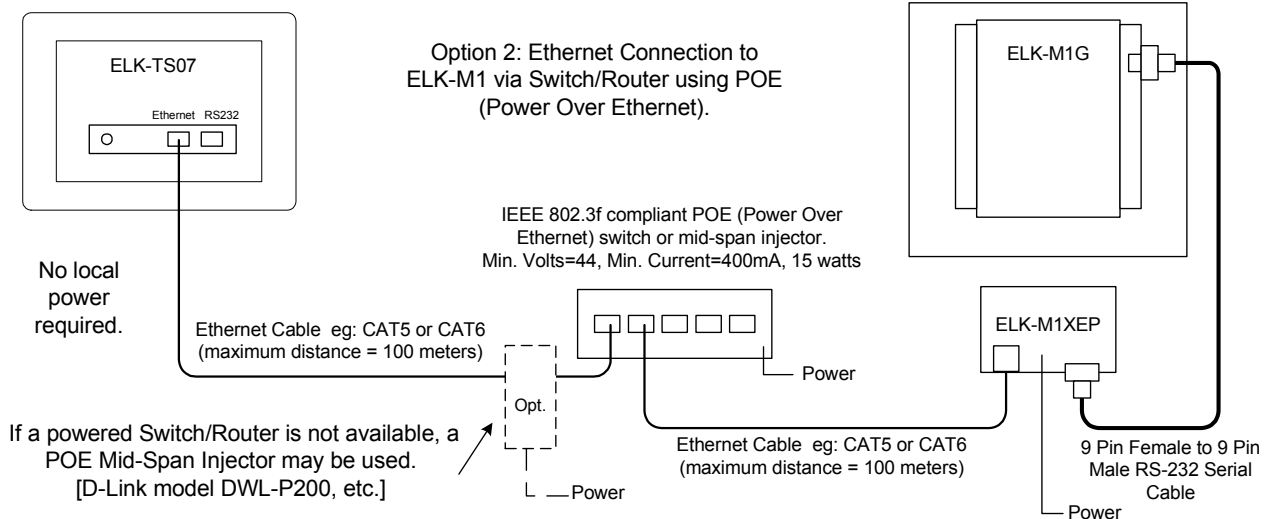 ELK-TS07
Ethernet RS232
Option 2: Ethernet Connection to
ELK-M1 via Switch/Router using POE
(Power Over Ethernet).
ELK-M1G
No local
power
required.
IEEE 802.3f compliant POE (Power Over
Ethernet) switch or mid-span injector.
Min. Volts=44, Min. Current=400mA, 15 watts
Ethernet Cable eg: CAT5 or CAT6
(maximum distance = 100 meters)
Power
ELK-M1XEP
Opt.
If a powered Switch/Router is not available, a
POE Mid-Span Injector may be used.
[D-Link model DWL-P200, etc.]
Power
Ethernet Cable eg: CAT5 or CAT6
(maximum distance = 100 meters)
9 Pin Female to 9 Pin
Male RS-232 Serial
Cable
Power